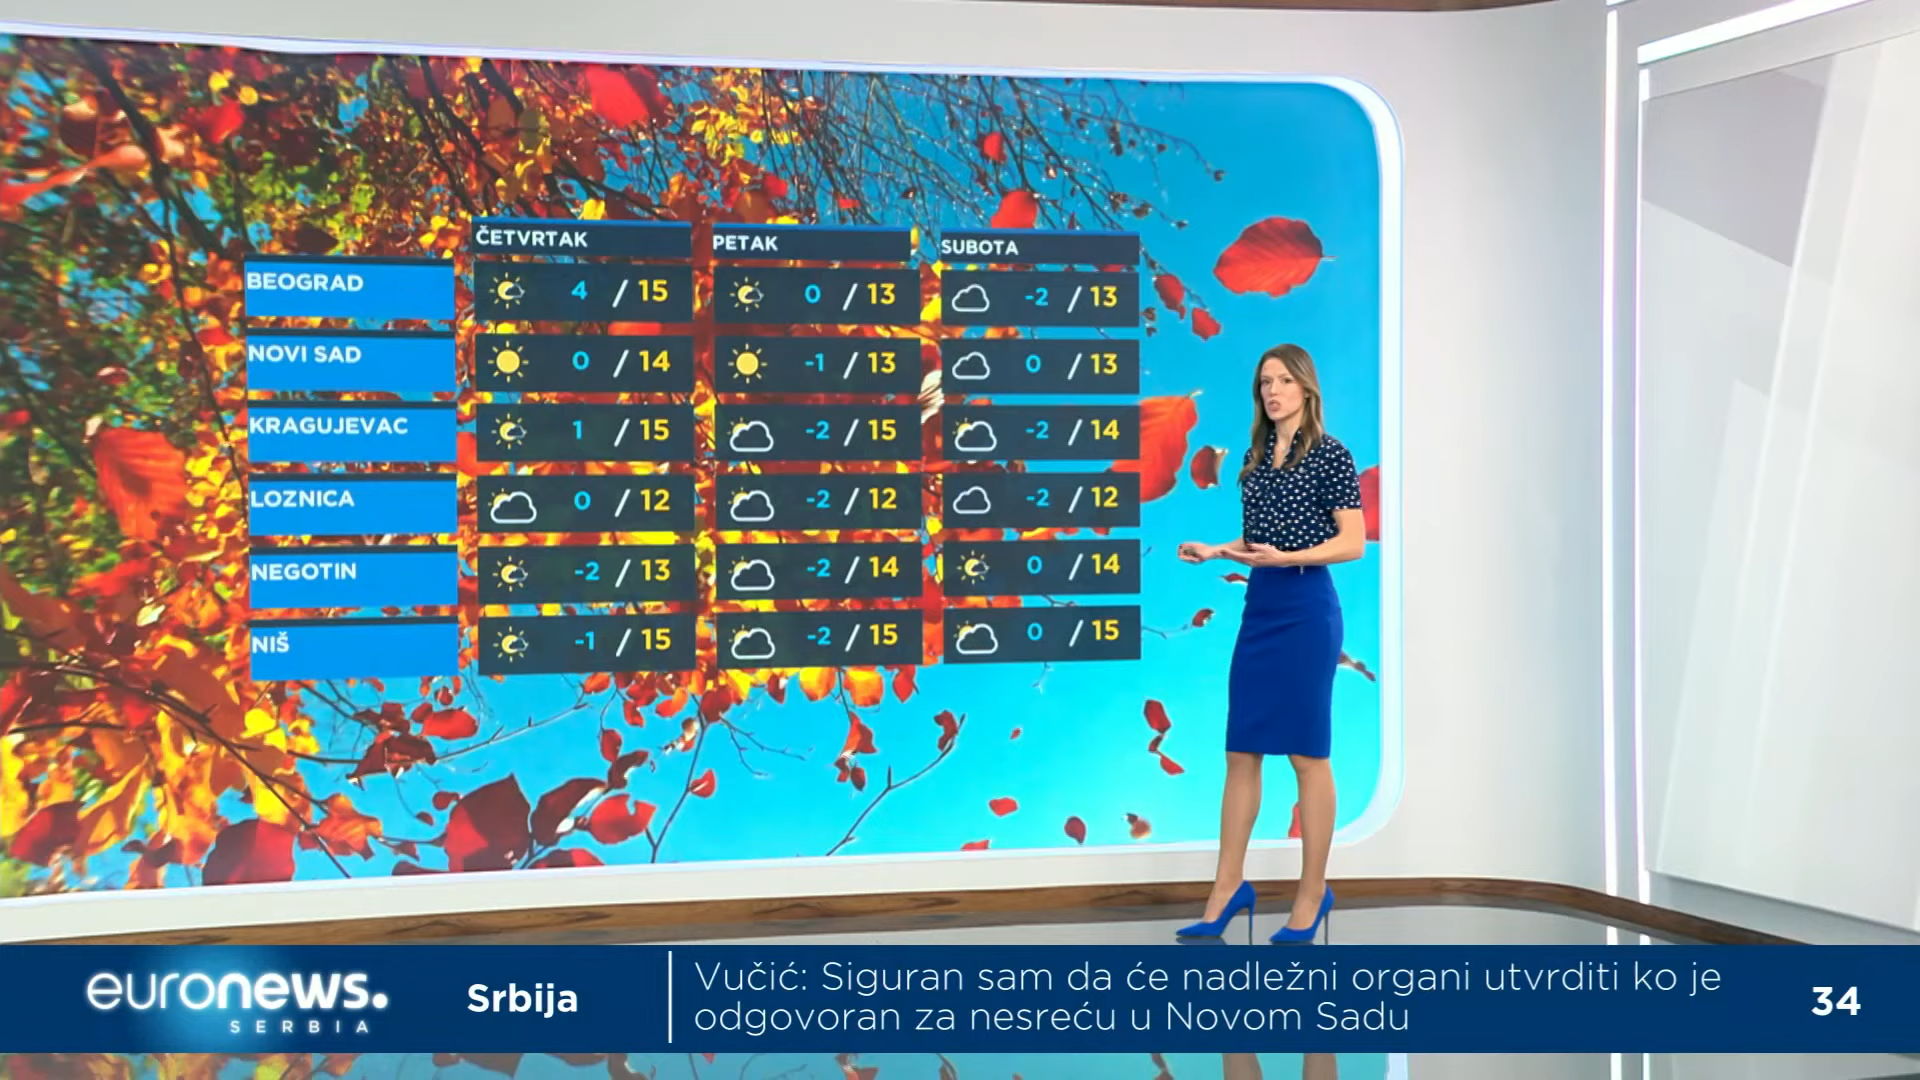 ČETVRTAK PETAK SUBOTA
BEOGRAD 4 / 15 0 / 13 -2 / 13
NOVI SAD 0 / 14 -1 / 13 0 / 13
KRAGUJEVAC 1 / 15 -2 / 15 -2 / 14
LOZNICA 0 / 12 -2 / 12 -2 / 12
NEGOTIN -2 / 13 -2 / 14 0 / 14
NIŠ -1 / 15 -2 / 15 0 / 15
euronews.
SERBIA
Srbija
Vučić: Siguran sam da će nadležni organi utvrditi ko je
odgovoran za nesreću u Novom Sadu
34